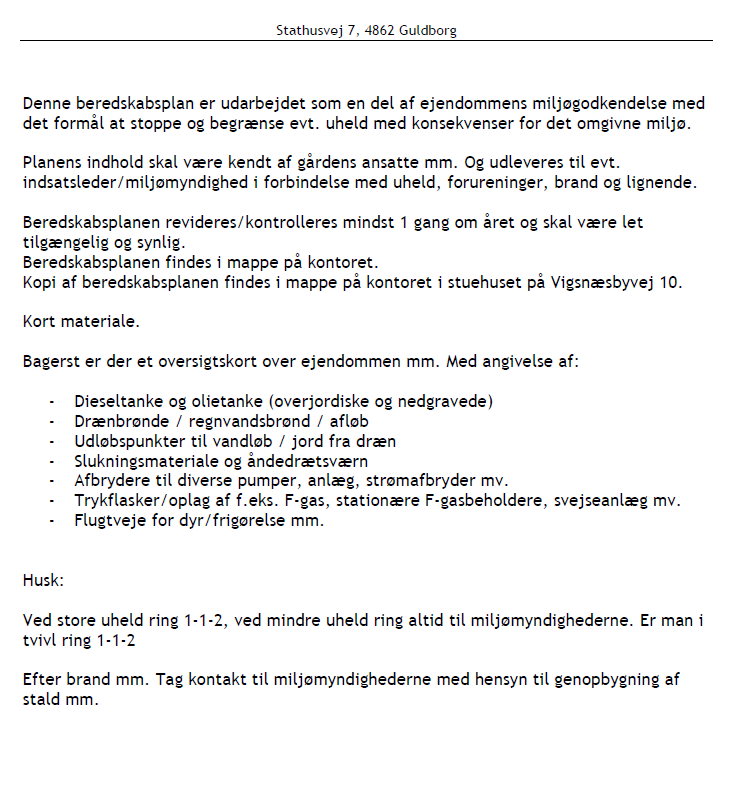 Stathusvej 7, 4862 Guldborg
Denne beredskabsplan er udarbejdet som en del af ejendommens miljøgodkendelse med
det formål at stoppe og begrænse evt. uheld med konsekvenser for det omgivne miljø.
Planens indhold skal være kendt af gårdens ansatte mm. Og udleveres til evt.
indsatsleder/miljømyndighed i forbindelse med uheld, forureninger, brand og lignende.
Beredskabsplanen revideres/kontrolleres mindst 1 gang om året og skal være let
tilgængelig og synlig.
Beredskabsplanen findes i mappe på kontoret.
Kopi af beredskabsplanen findes i mappe på kontoret i stuehuset på Vigsnæsbyvej 10.
Kort materiale.
Bagerst er der et oversigtskort over ejendommen mm. Med angivelse af:
- Dieseltanke og olietanke (overjordiske og nedgravede)
- Drænbrønde / regnvandsbrønd / afløb
- Udløbspunkter til vandløb / jord fra dræn
- Slukningsmateriale og åndedrætsværn
- Afbrydere til diverse pumper, anlæg, strømafbryder mv.
- Trykflasker/oplag af f.eks. F-gas, stationære F-gasbeholdere, svejseanlæg mv.
- Flugtveje for dyr/frigørelse mm.
Husk:
Ved store uheld ring 1-1-2, ved mindre uheld ring altid til miljømyndighederne. Er man i
tvivl ring 1-1-2
Efter brand mm. Tag kontakt til miljømyndighederne med hensyn til genopbygning af
stald mm.